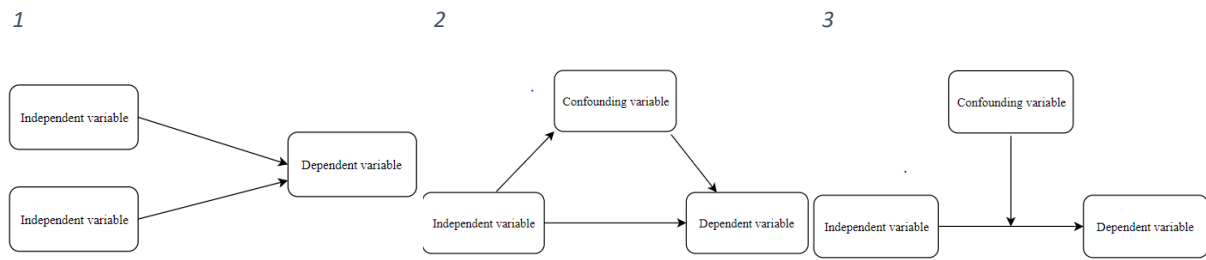 1
2
3
Independent variable
Independent variable
Dependent variable
Confounding variable
Independent variable
Dependent variable
Confounding variable
Independent variable
Dependent variable